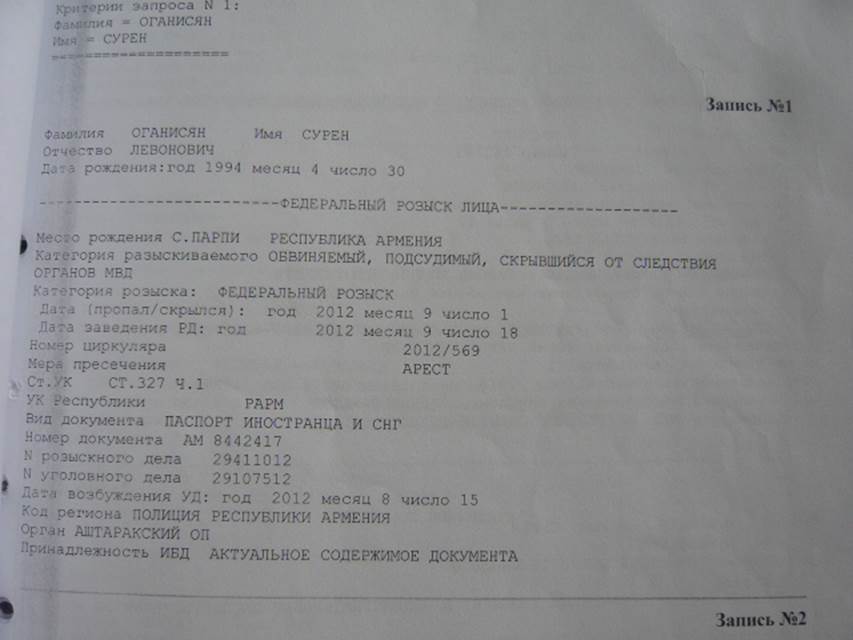 Критерии запроса N 1:
Фамилия = ОГАНИСЯН
Имя = СУРЕН
====================
Запись №1
Фамилия ОГАНИСЯН Имя СУРЕН
Отчество ЛЕВОНОВИЧ
Дата рождения:год 1994 месяц 4 число 30
-------------------------ФЕДЕРАЛЬНЫЙ РОЗЫСК ЛИЦА-------------------
Место рождения С.ПАРПИ РЕСПУБЛИКА АРМЕНИЯ
Категория разыскиваемого ОБВИНЯЕМЫЙ, ПОДСУДИМЫЙ, СКРЫВШИЙСЯ ОТ СЛЕДСТВИЯ
ОРГАНОВ МВД
Категория розыска: ФЕДЕРАЛЬНЫЙ РОЗЫСК
Дата (пропал/скрылся): год 2012 месяц 9 число 1
Дата заведения РД: год 2012 месяц 9 число 18
Номер циркуляра 2012/569
Мера пресечения АРЕСТ
Ст.УК СТ.327 Ч.1
УК Республики РАРМ
Вид документа ПАСПОРТ ИНОСТРАНЦА И СНГ
Номер документа АМ 8442417
N розыскного дела 29411012
N уголовного дела 29107512
Дата возбуждения УД: год 2012 месяц 8 число 15
Код региона ПОЛИЦИЯ РЕСПУБЛИКИ АРМЕНИЯ
Орган АШТАРАКСКИЙ ОП
Принадлежность ИБД АКТУАЛЬНОЕ СОДЕРЖИМОЕ ДОКУМЕНТА
Запись №2